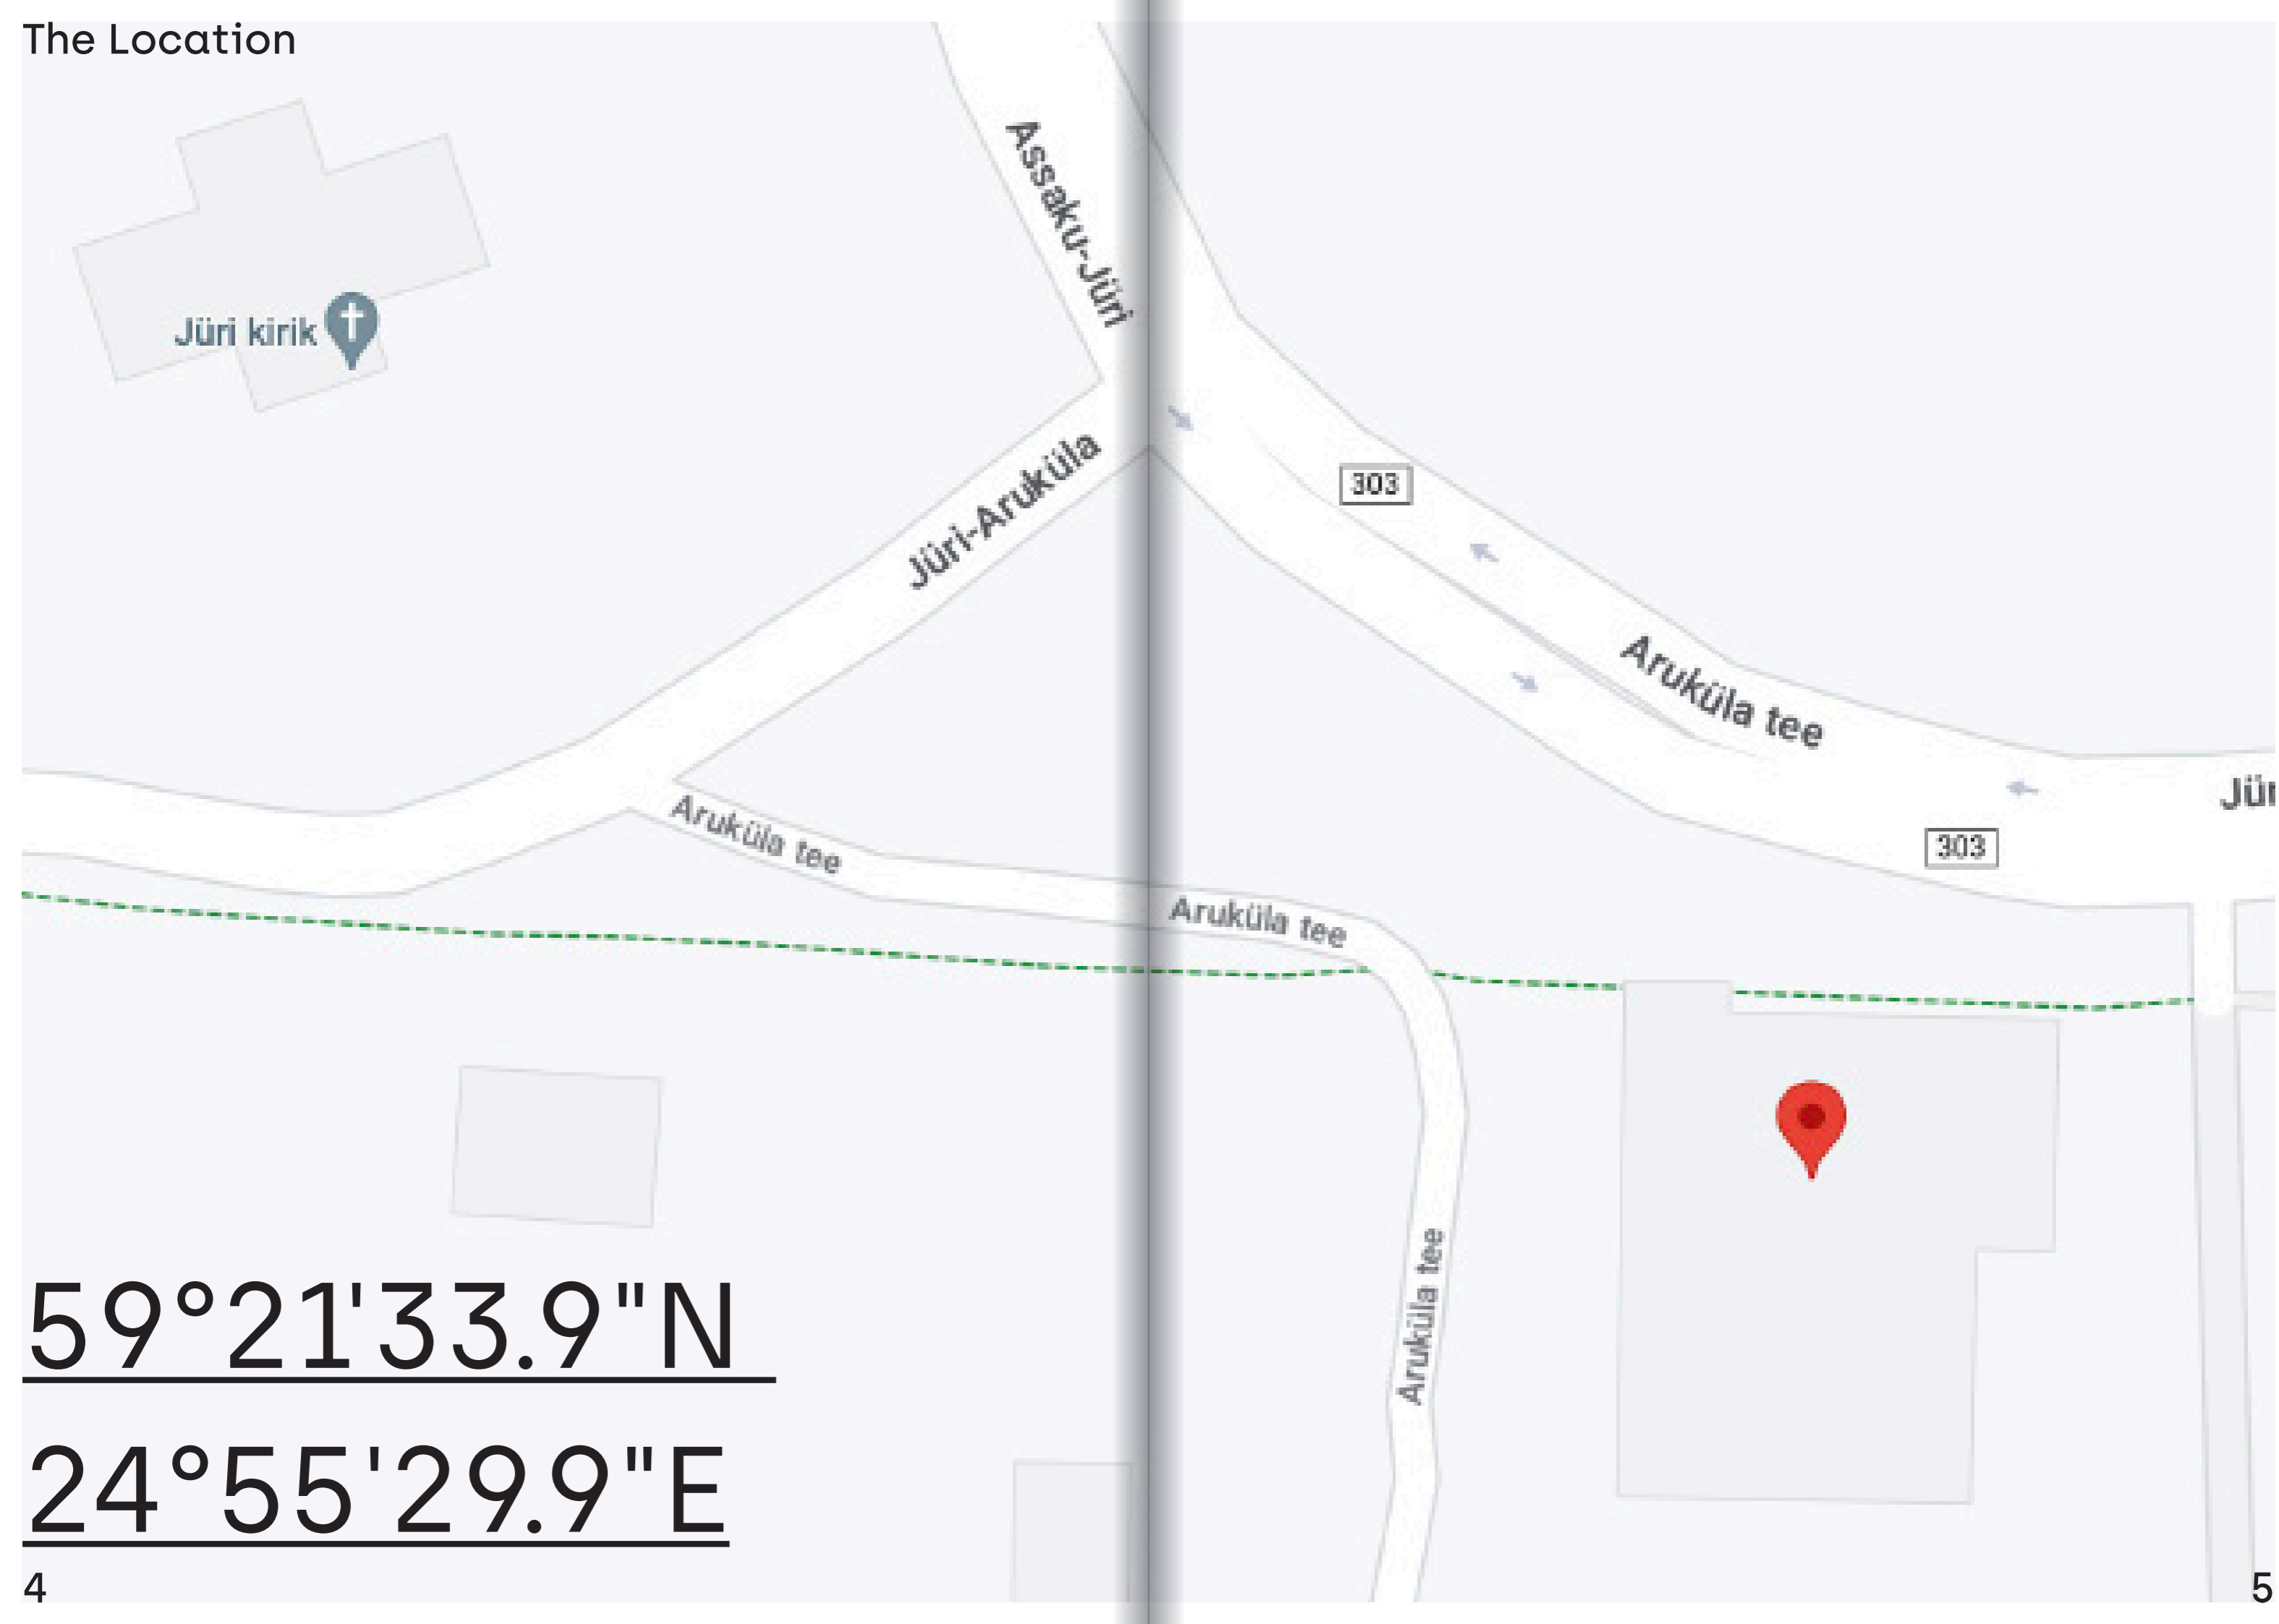 The Location
Assaku-Jüri
Jüri kirik
Jüri-Aruküla
303
Aruküla tee
Jür
303
Aruküla tee
Aruküla tee
Aruküla tee
59°21'33.9"N
24°55'29.9"E
4
5